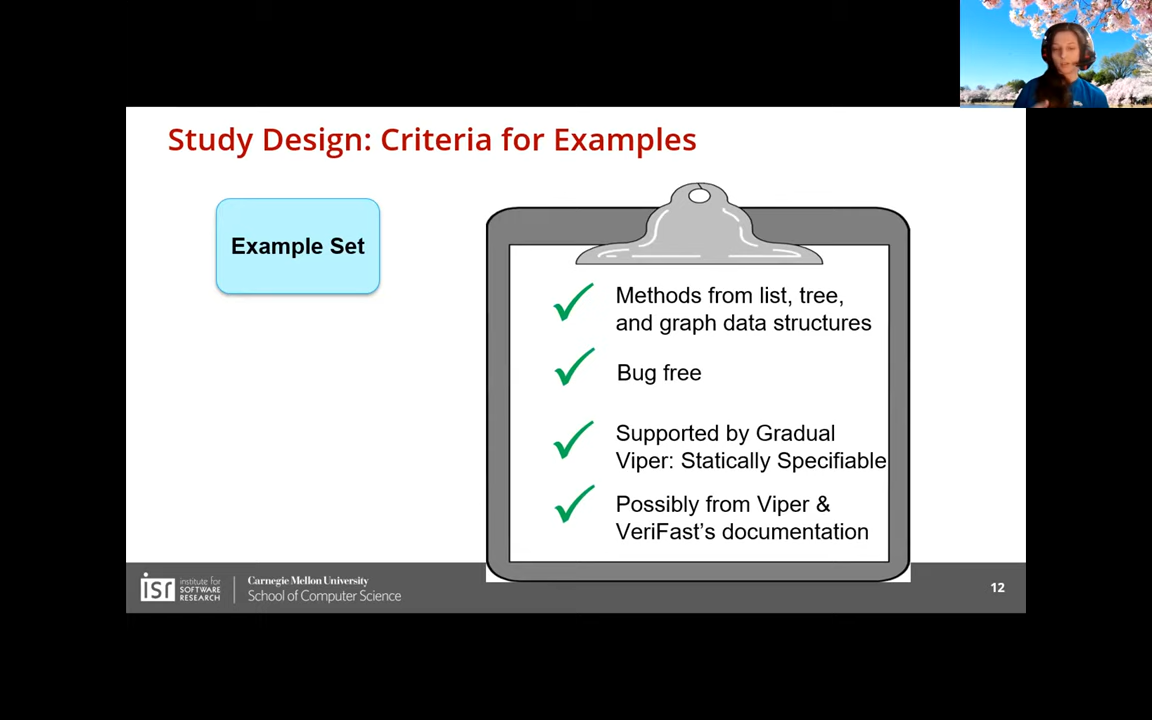 Study Design: Criteria for Examples
Example Set
Methods from list, tree,
and graph data structures
Bug free
Supported by Gradual
Viper: Statically Specifiable
Possibly from Viper &
VeriFast's documentation
isr
institute for
SOFTWARE
RESEARCH
Carnegie Mellon University
School of Computer Science
12